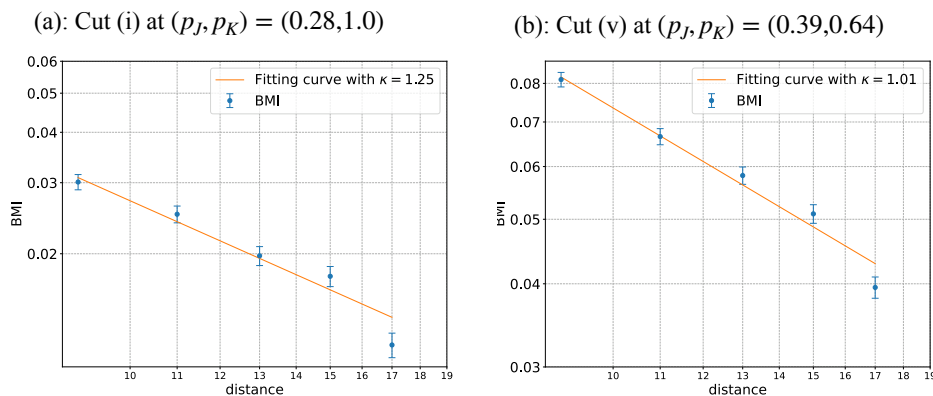 (a): Cut (i) at (p_J, p_K) = (0.28,1.0)
0.06
0.05
0.03
0.02
BMI
Fitting curve with κ = 1.25
BMI
10 11 12 13 14 15 16 17 18 19
distance
(b): Cut (v) at (p_J, p_K) = (0.39,0.64)
0.08
0.07
0.06
0.05
0.04
0.03
BMI
Fitting curve with κ = 1.01
BMI
10 11 12 13 14 15 16 17 18 19
distance